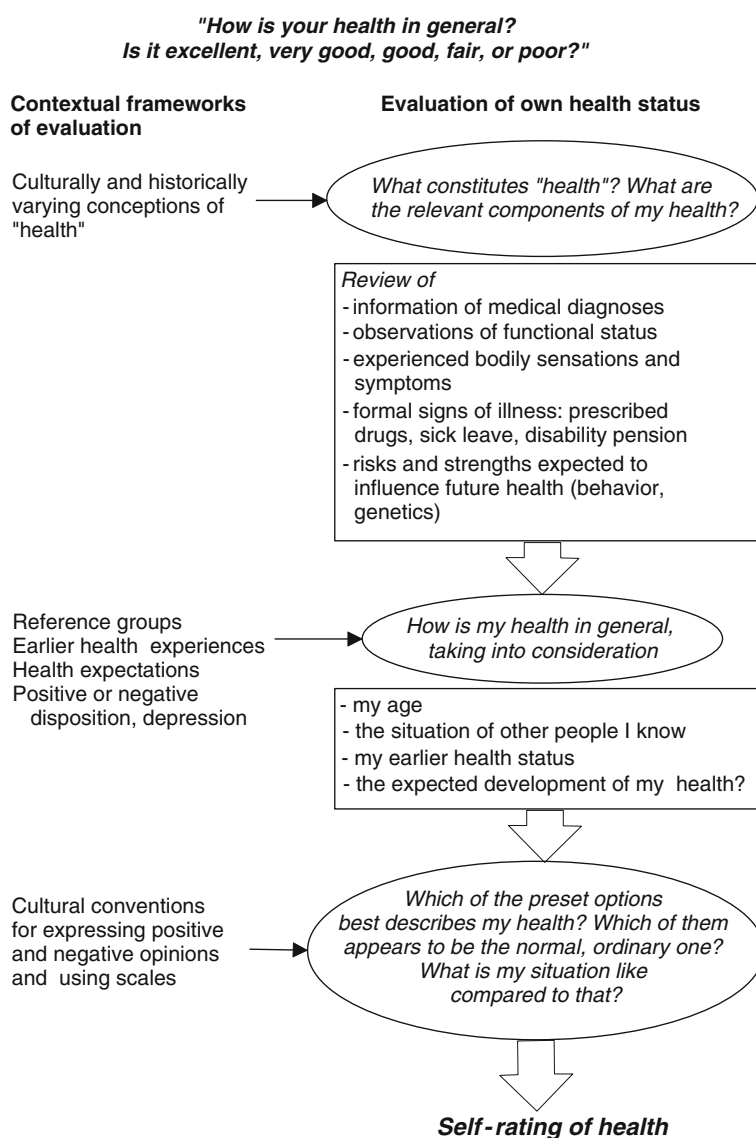 "How is your health in general?
Is it excellent, very good, good, fair, or poor?"
Contextual frameworks
of evaluation
Evaluation of own health status
Culturally and historically
varying conceptions of
"health"
What constitutes "health"? What are
the relevant components of my health?
Review of
- information of medical diagnoses
- observations of functional status
- experienced bodily sensations and
symptoms
- formal signs of illness: prescribed
drugs, sick leave, disability pension
- risks and strengths expected to
influence future health (behavior,
genetics)
Reference groups
Earlier health experiences
Health expectations
Positive or negative
disposition, depression
How is my health in general,
taking into consideration
- my age
- the situation of other people I know
- my earlier health status
- the expected development of my health?
Cultural conventions
for expressing positive
and negative opinions
and using scales
Which of the preset options
best describes my health? Which of them
appears to be the normal, ordinary one?
What is my situation like
compared to that?
Self-rating of health